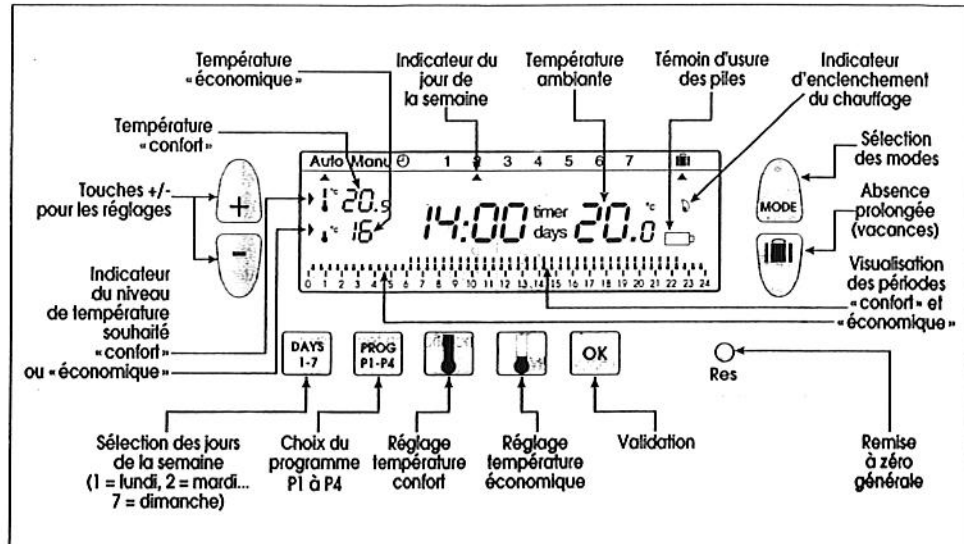 Température
« économique »
Indicateur du
jour de
la semaine
Température
ambiante
Témoin d'usure
des piles
Indicateur
d'enclenchement
du chauffage
Température
« confort »
Touches +/-
pour les réglages
Indicateur
du niveau
de température
souhaité
« confort »
ou « économique »
Auto Manu 1 2 3 4 5 6 7
°c 20.5
°c 16
14:00 timer
days
20.0 °c
0 1 2 3 4 5 6 7 8 9 10 11 12 13 14 15 16 17 18 19 20 21 22 23 24
+
-
MODE
Sélection
des modes
Absence
prolongée
(vacances)
Visualisation
des périodes
« confort » et
« économique »
DAYS
1-7
PROG
P1-P4
OK
Res
Sélection des jours
de la semaine
(1 = lundi, 2 = mardi...
7 = dimanche)
Choix du
programme
P1 à P4
Réglage
température
confort
Réglage
température
économique
Validation
Remise
à zéro
générale